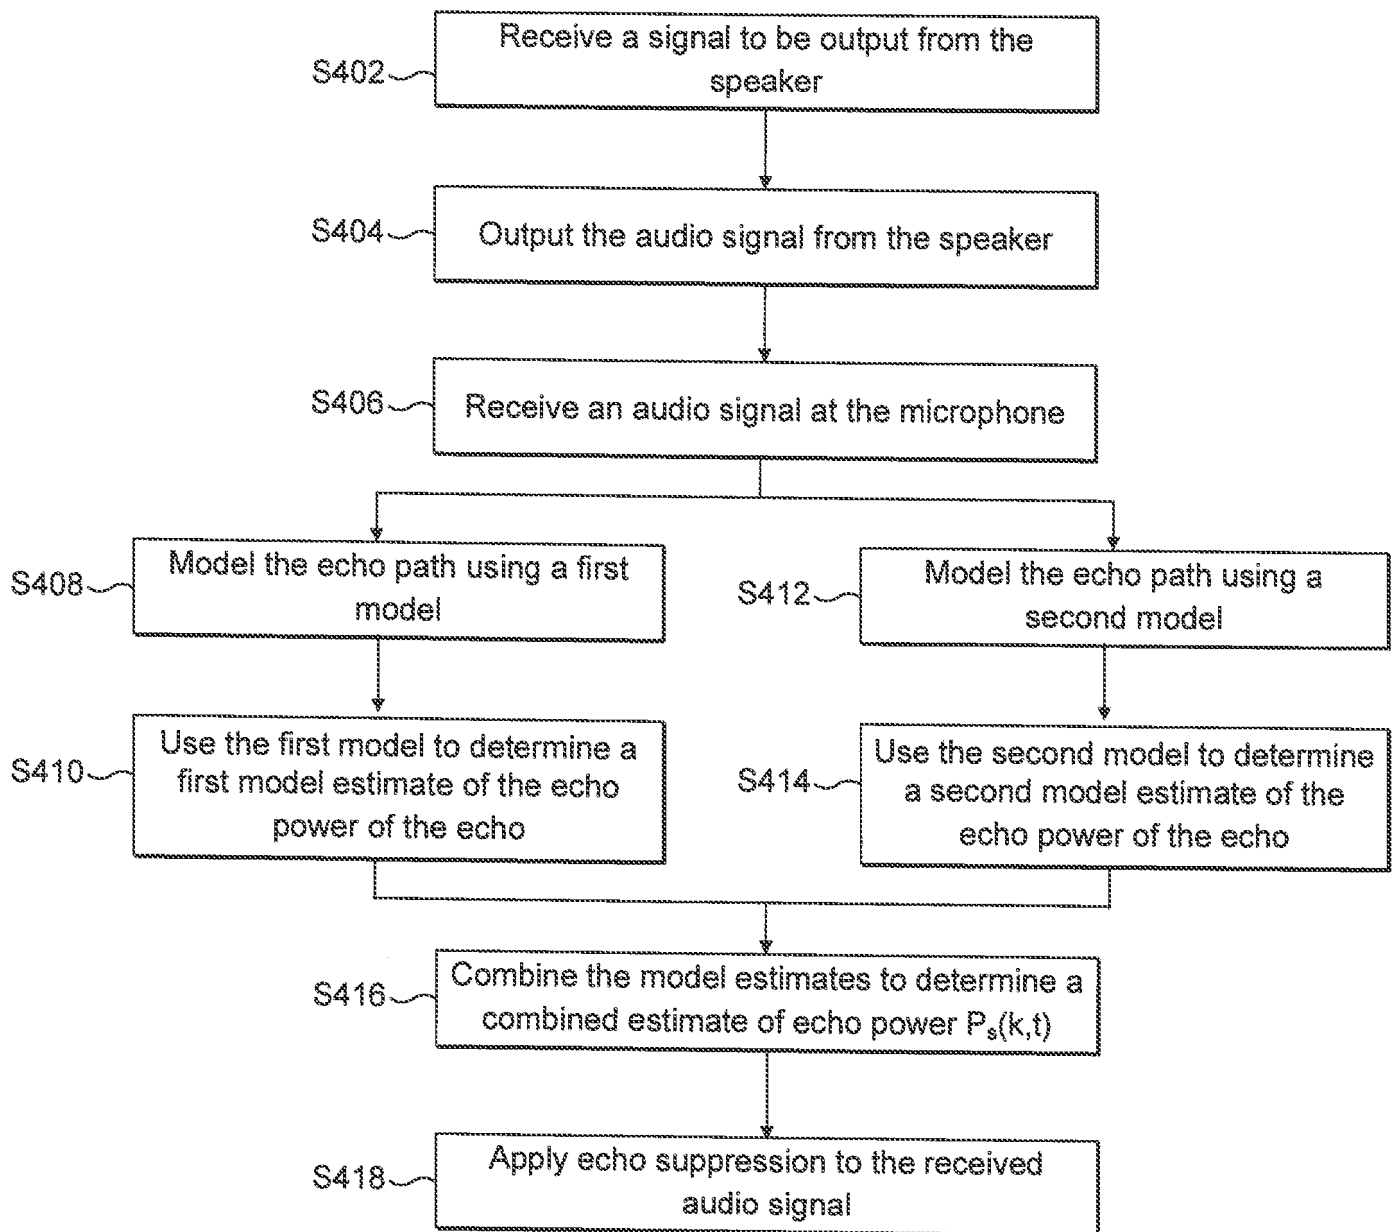 Receive a signal to be output from the
speaker
S402
Output the audio signal from the speaker
S404
Receive an audio signal at the microphone
S406
Model the echo path using a first
model
S408
Use the first model to determine a
first model estimate of the echo
power of the echo
S410
Model the echo path using a
second model
S412
Use the second model to determine
a second model estimate of the
echo power of the echo
S414
Combine the model estimates to determine a
combined estimate of echo power Pₛ(k,t)
S416
Apply echo suppression to the received
audio signal
S418